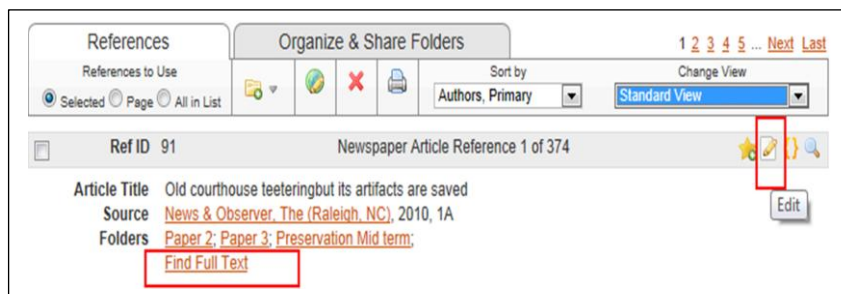 References
Organize & Share Folders
1 2 3 4 5 ... Next Last
References to Use
Selected Page All in List
Sort by
Authors, Primary
Change View
Standard View
Ref ID 91 Newspaper Article Reference 1 of 374
Edit
Article Title Old courthouse teeteringbut its artifacts are saved
Source News & Observer, The (Raleigh, NC), 2010, 1A
Folders Paper 2; Paper 3; Preservation Mid term;
Find Full Text